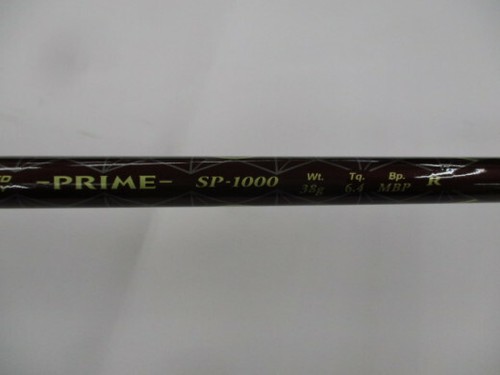 -PRIME- SP-1000 Wt. Tq. Bp. R
38g 6.4 MBP